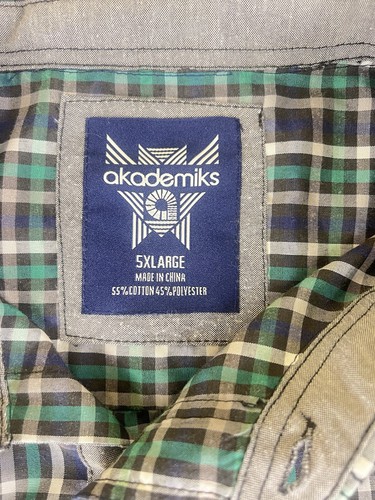 akademiks
5XLARGE
MADE IN CHINA
55% COTTON 45% POLYESTER